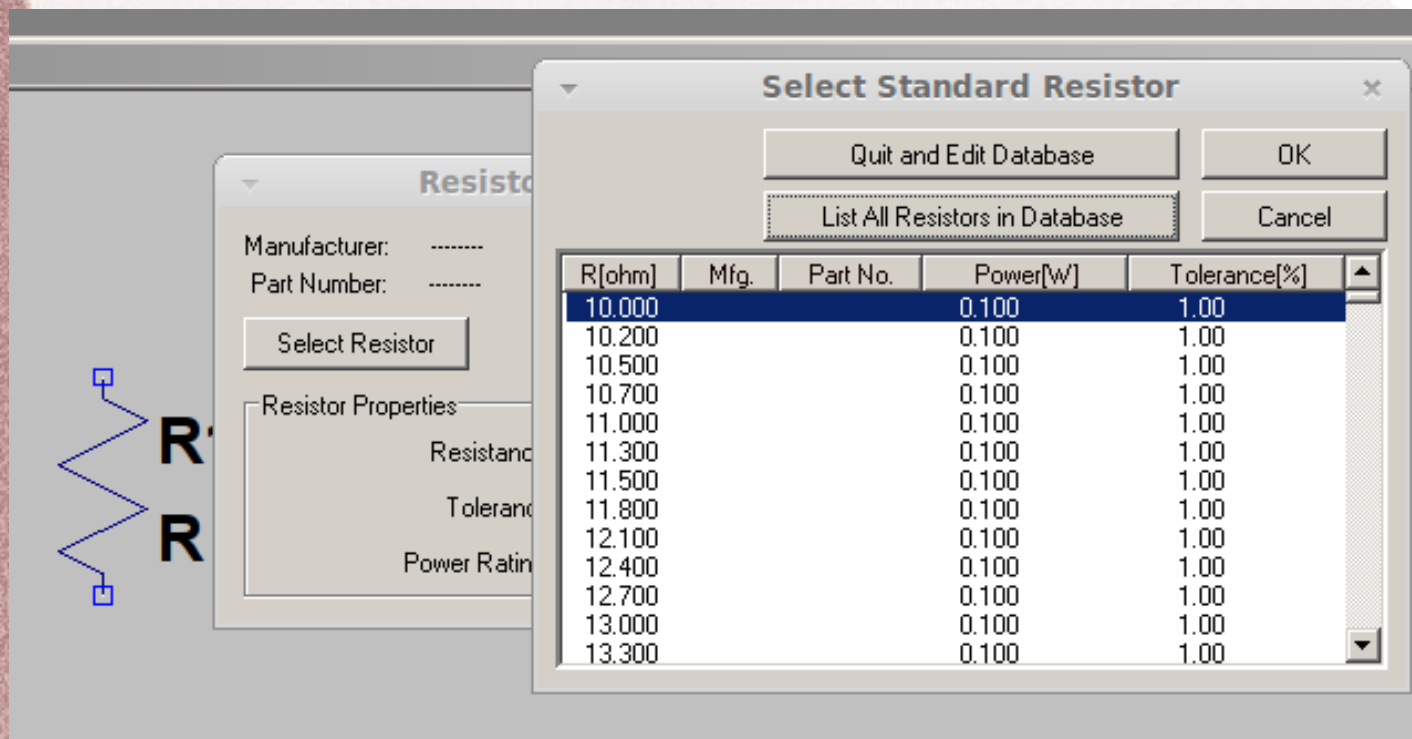 Select Standard Resistor
Quit and Edit Database
OK
List All Resistors in Database
Cancel
Manufacturer: --------
Part Number: --------
Select Resistor
Resistor Properties
R
R[ohm] Mfg. Part No. Power[W] Tolerance[%]
10.000 0.100 1.00
10.200 0.100 1.00
10.500 0.100 1.00
10.700 0.100 1.00
11.000 0.100 1.00
11.300 0.100 1.00
11.500 0.100 1.00
11.800 0.100 1.00
12.100 0.100 1.00
12.400 0.100 1.00
12.700 0.100 1.00
13.000 0.100 1.00
13.300 0.100 1.00